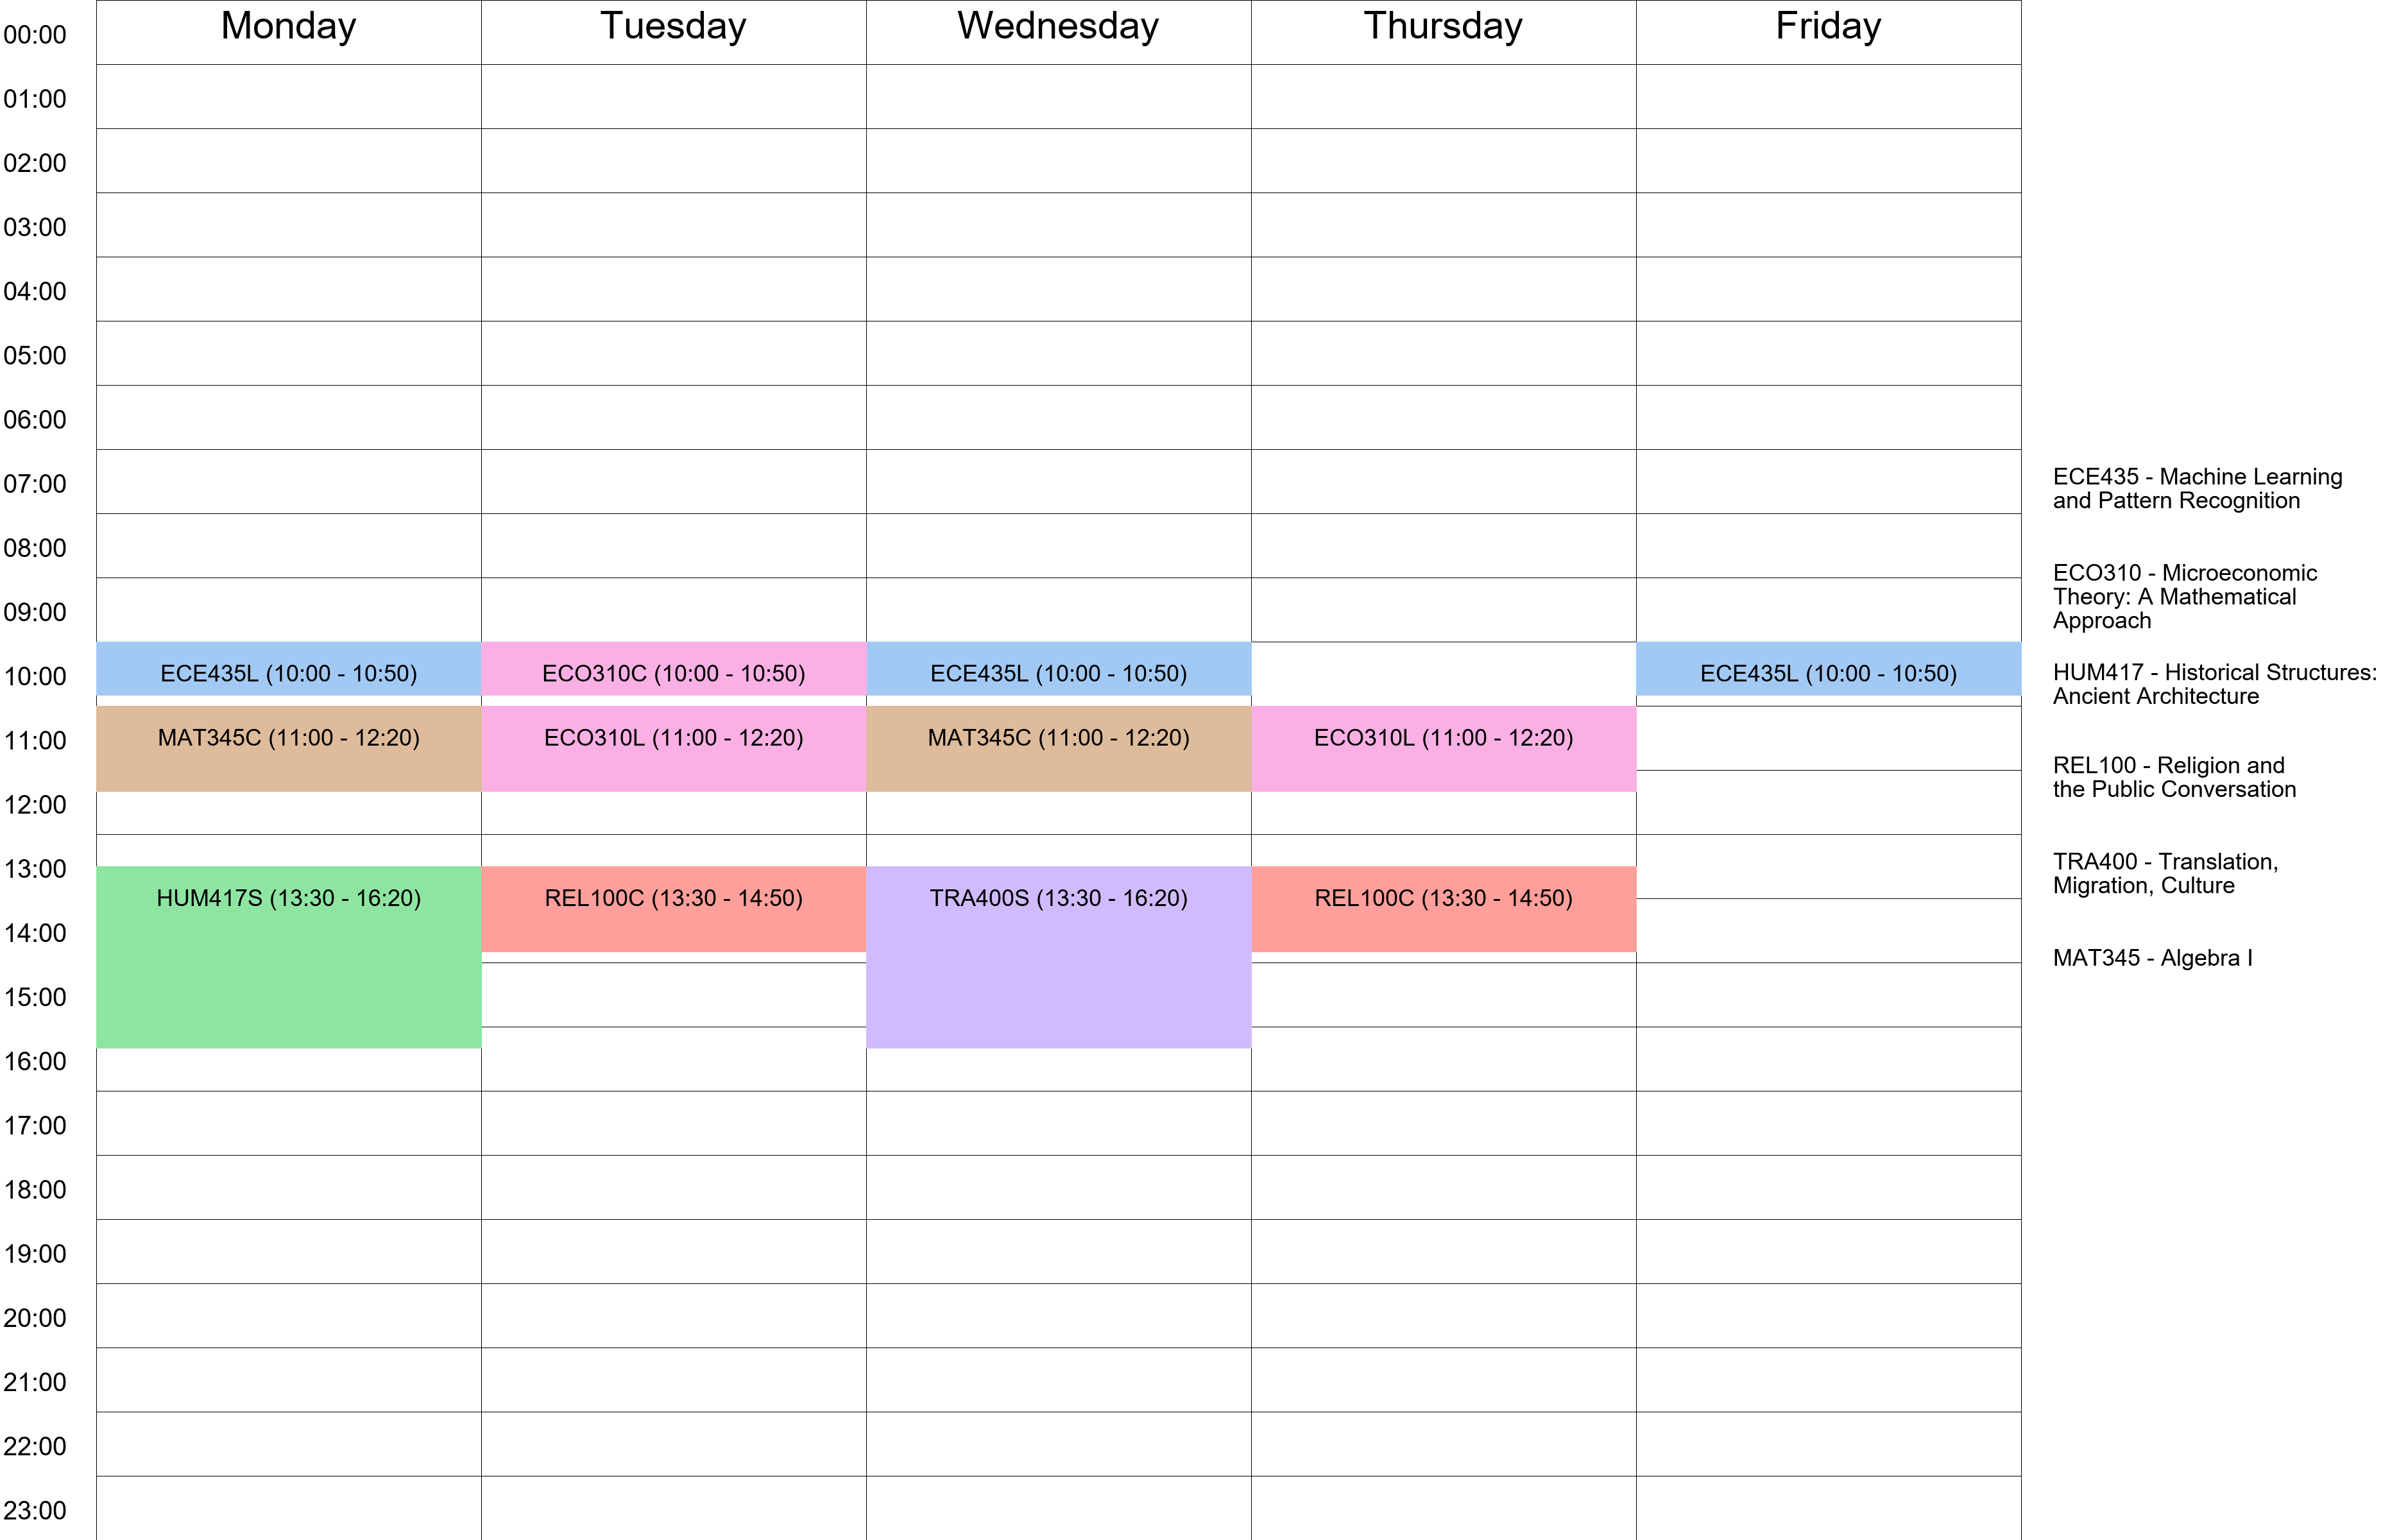 Monday Tuesday Wednesday Thursday Friday
00:00
01:00
02:00
03:00
04:00
05:00
06:00
07:00
08:00
09:00
10:00 ECE435L (10:00 - 10:50) ECO310C (10:00 - 10:50) ECE435L (10:00 - 10:50) ECE435L (10:00 - 10:50)
11:00 MAT345C (11:00 - 12:20) ECO310L (11:00 - 12:20) MAT345C (11:00 - 12:20) ECO310L (11:00 - 12:20)
12:00
13:00
HUM417S (13:30 - 16:20) REL100C (13:30 - 14:50) TRA400S (13:30 - 16:20) REL100C (13:30 - 14:50)
14:00
15:00
16:00
17:00
18:00
19:00
20:00
21:00
22:00
23:00
ECE435 - Machine Learning
and Pattern Recognition
ECO310 - Microeconomic
Theory: A Mathematical
Approach
HUM417 - Historical Structures:
Ancient Architecture
REL100 - Religion and
the Public Conversation
TRA400 - Translation,
Migration, Culture
MAT345 - Algebra I